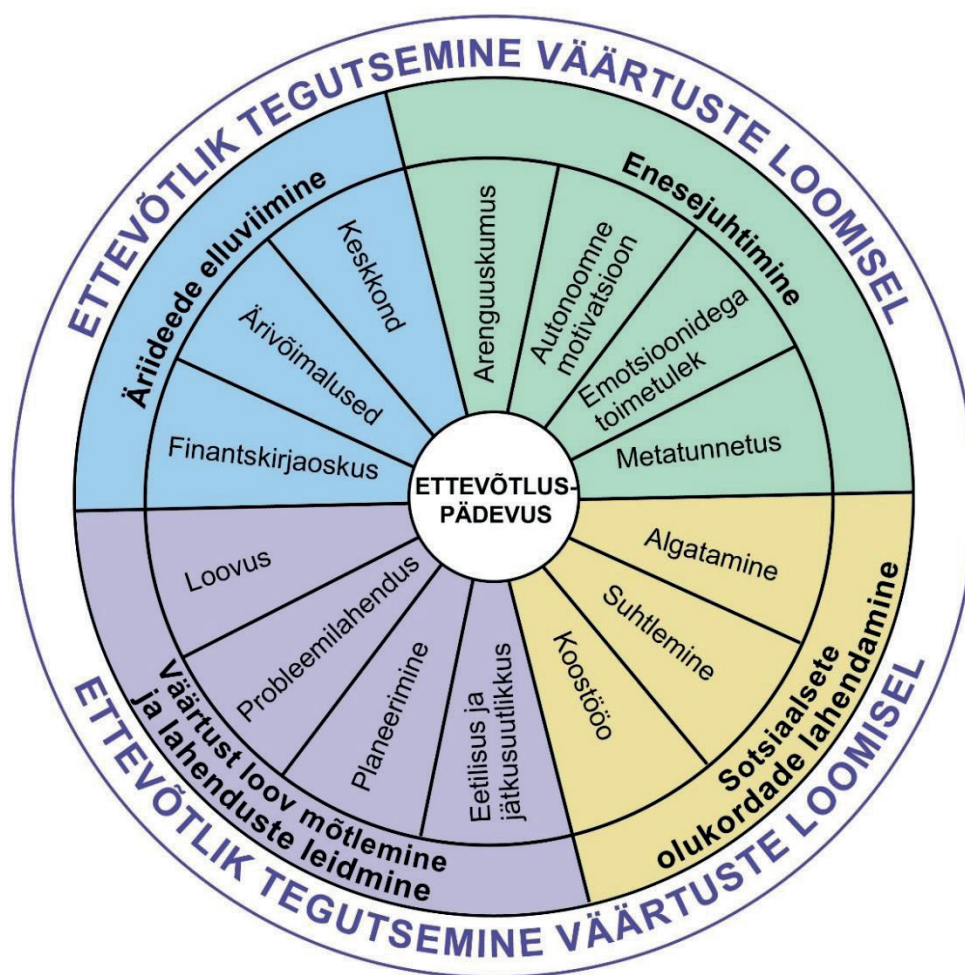 ETTEVÕTLIK TEGUTSEMINE VÄÄRTUSTE LOOMISEL
Enesejuhtimine
Arenguuskumus
Autonoomne
motivatsioon
Emotsioonidega
toimetulek
Metatunnetus
Sotsiaalsete
olukordade lahendamine
Algatamine
Suhtlemine
Koostööo
Väärtust loov mõtlemine
ja lahenduste leidmine
Eetilisus ja
jätkusuutlikkus
Planeerimine
Probleemilahendus
Loovus
Äriideede elluviimine
Finantskirjaoskus
Ärivõimalused
Keskkond
ETTEVÕTLUS-
PÄDEVUS
ETTEVÕTLIK TEGUTSEMINE VÄÄRTUSTE LOOMISEL